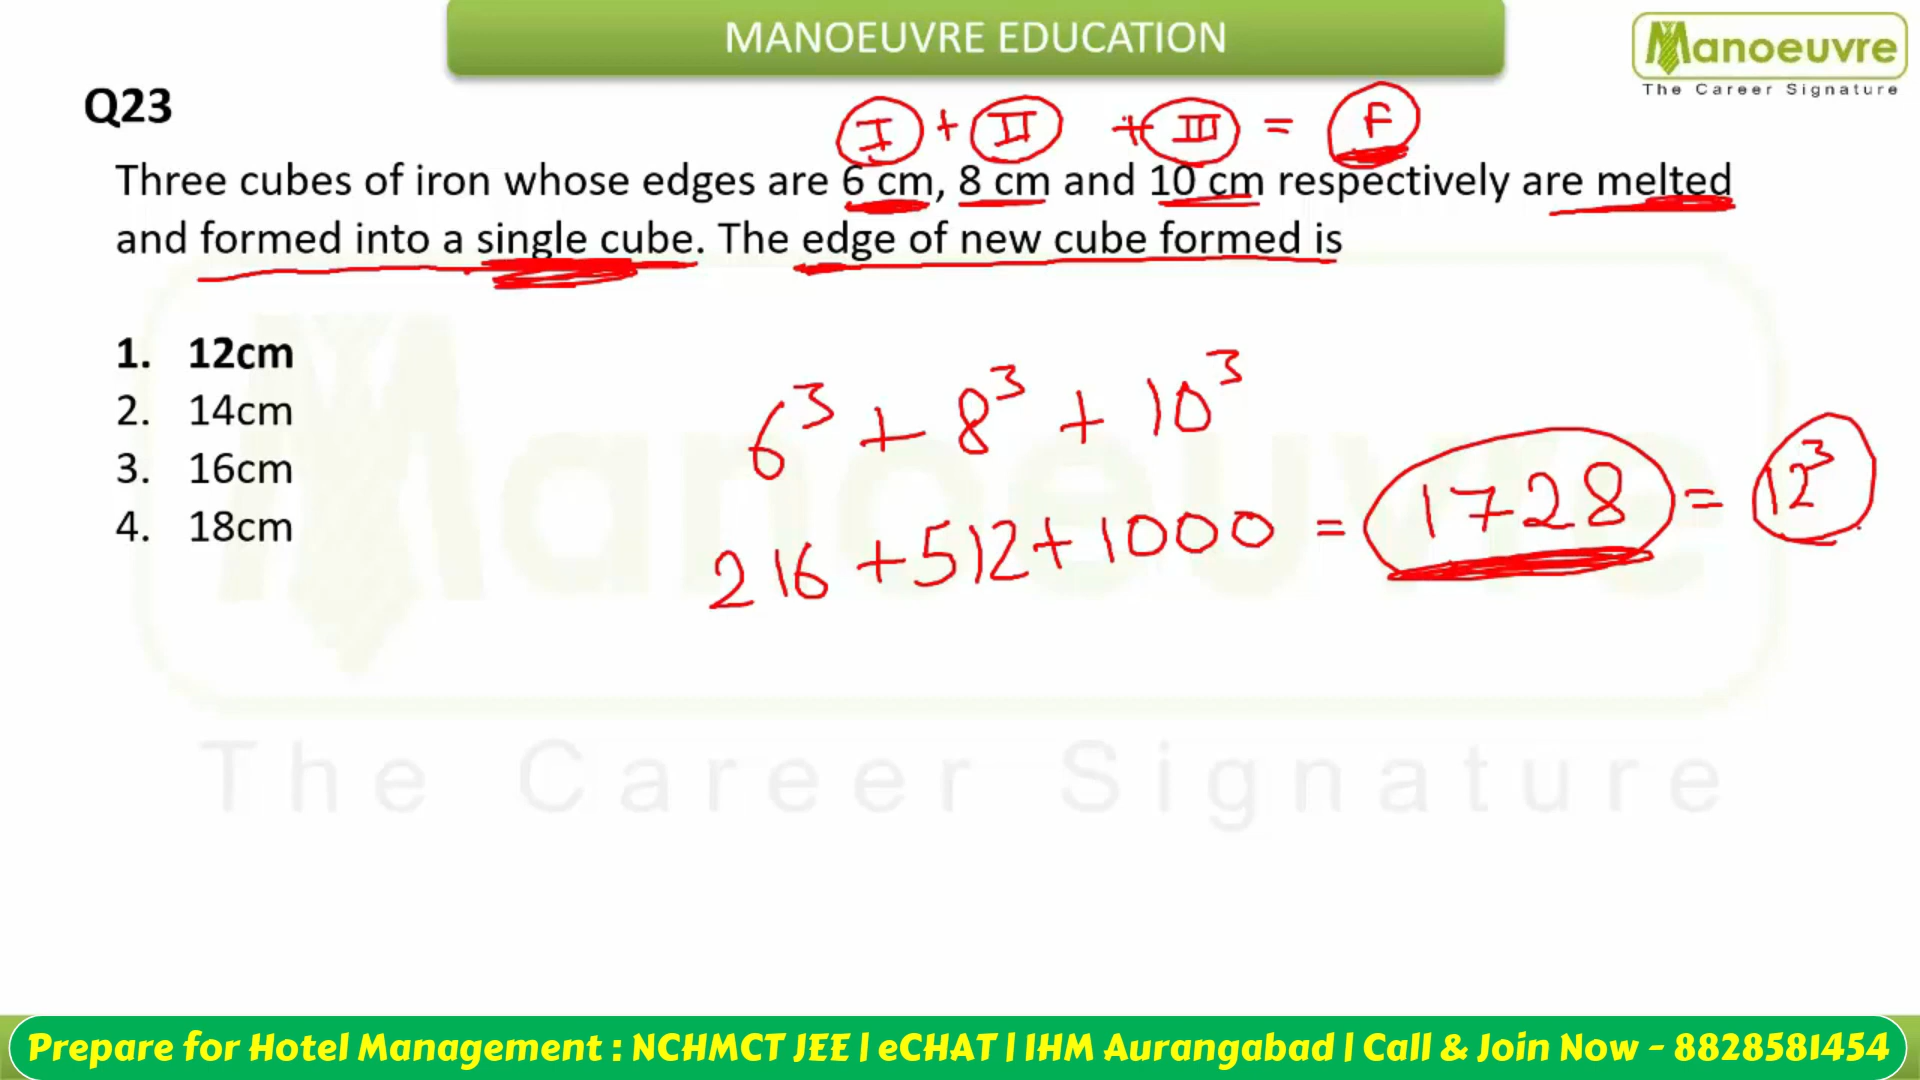 MANOEUVRE EDUCATION
Manoeuvre
The Career Signature
Q23
I + II + III = F
Three cubes of iron whose edges are 6 cm, 8 cm and 10 cm respectively are melted
and formed into a single cube. The edge of new cube formed is
1. 12cm
2. 14cm
3. 16cm
4. 18cm
6³ + 8³ + 10³
216 + 512 + 1000 = 1728 = 12³
Manoeuvre
The Career Signature
Prepare for Hotel Management : NCHMCT JEE | eCHAT | IHM Aurangabad | Call & Join Now - 8828581454